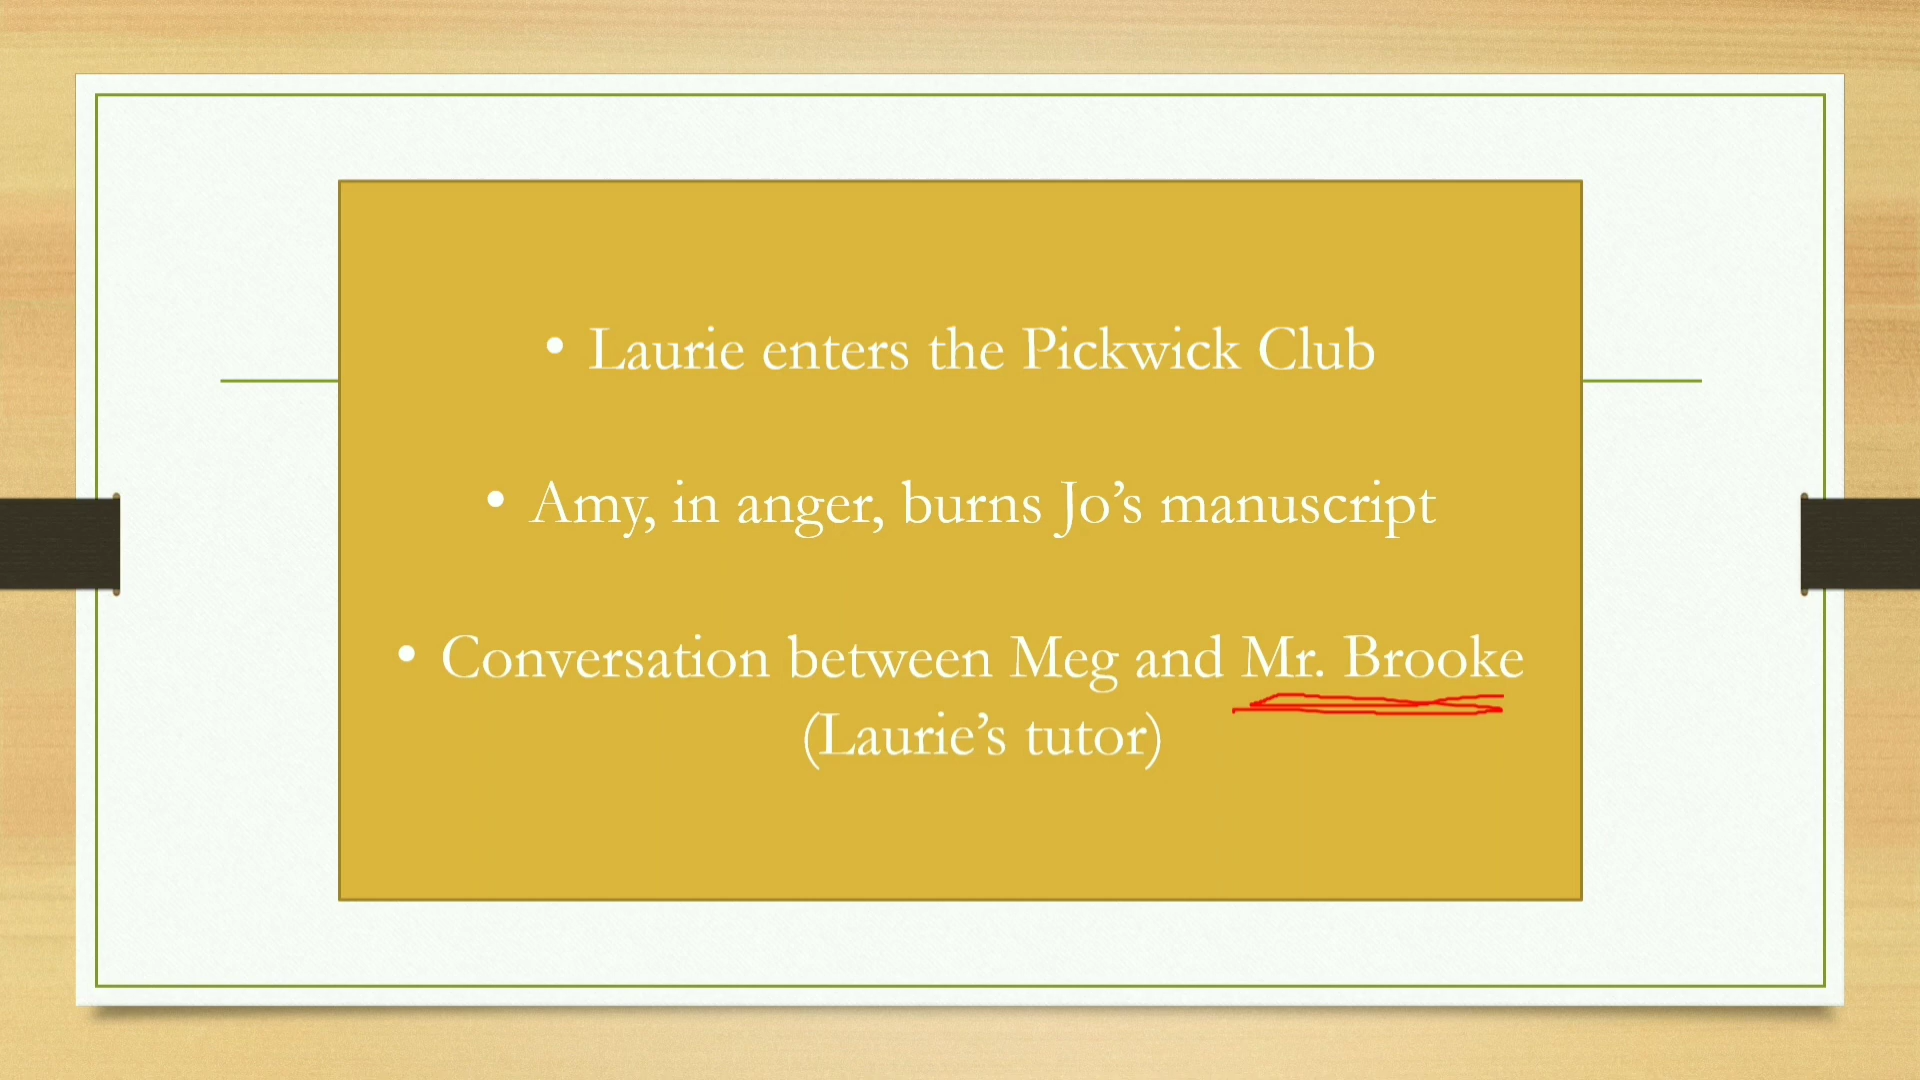 • Laurie enters the Pickwick Club
• Amy, in anger, burns Jo’s manuscript
• Conversation between Meg and Mr. Brooke
(Laurie’s tutor)